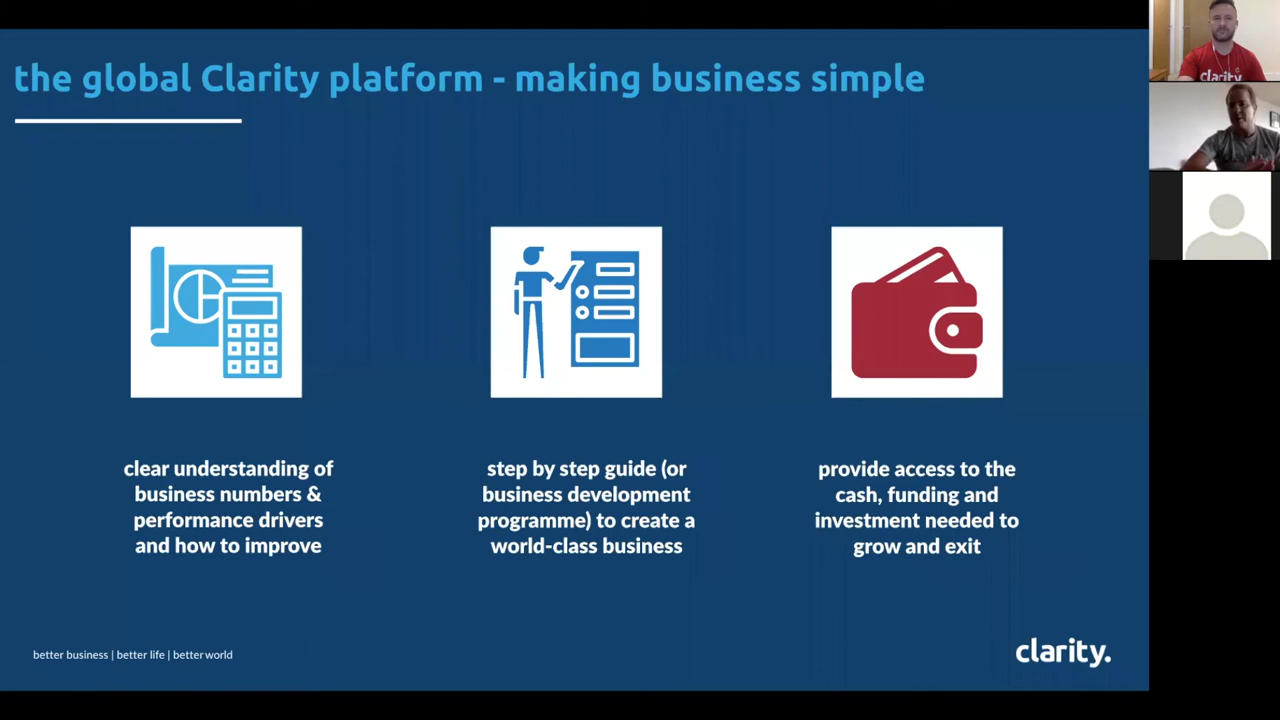 the global Clarity platform - making business simple
clear understanding of
business numbers &
performance drivers
and how to improve
step by step guide (or
business development
programme) to create a
world-class business
provide access to the
cash, funding and
investment needed to
grow and exit
better business | better life | better world
clarity.
clarity